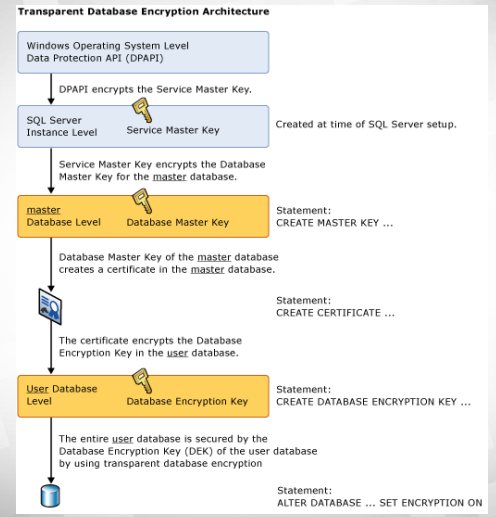 Transparent Database Encryption Architecture
Windows Operating System Level
Data Protection API (DPAPI)
DPAPI encrypts the Service Master Key.
SQL Server
Instance Level
Service Master Key
Created at time of SQL Server setup.
Service Master Key encrypts the Database
Master Key for the master database.
master
Database Level
Database Master Key
Statement:
CREATE MASTER KEY ...
Database Master Key of the master database
creates a certificate in the master database.
Statement:
CREATE CERTIFICATE ...
The certificate encrypts the Database
Encryption Key in the user database.
User Database
Level
Database Encryption Key
Statement:
CREATE DATABASE ENCRYPTION KEY ...
The entire user database is secured by the
Database Encryption Key (DEK) of the user database
by using transparent database encryption
Statement:
ALTER DATABASE ... SET ENCRYPTION ON